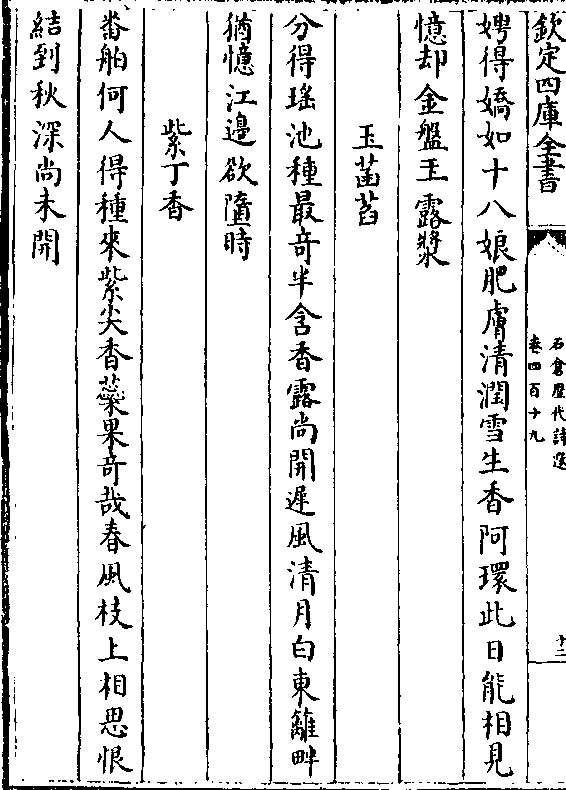 欽定四庫全書
石倉歷代詩選
卷四百十九
十二
娉得嬌如十八娘肥膚清潤雪生香阿環此日能相見
憶却金盤玉露漿
玉菡萏
分得瑤池種最竒半含香露尚開遲風清月白東籬畔
猶憶江邊欲墮時
紫丁香
番舶何人得種來紫尖香蘂果竒哉春風枝上相思恨
結到秋深尚未開